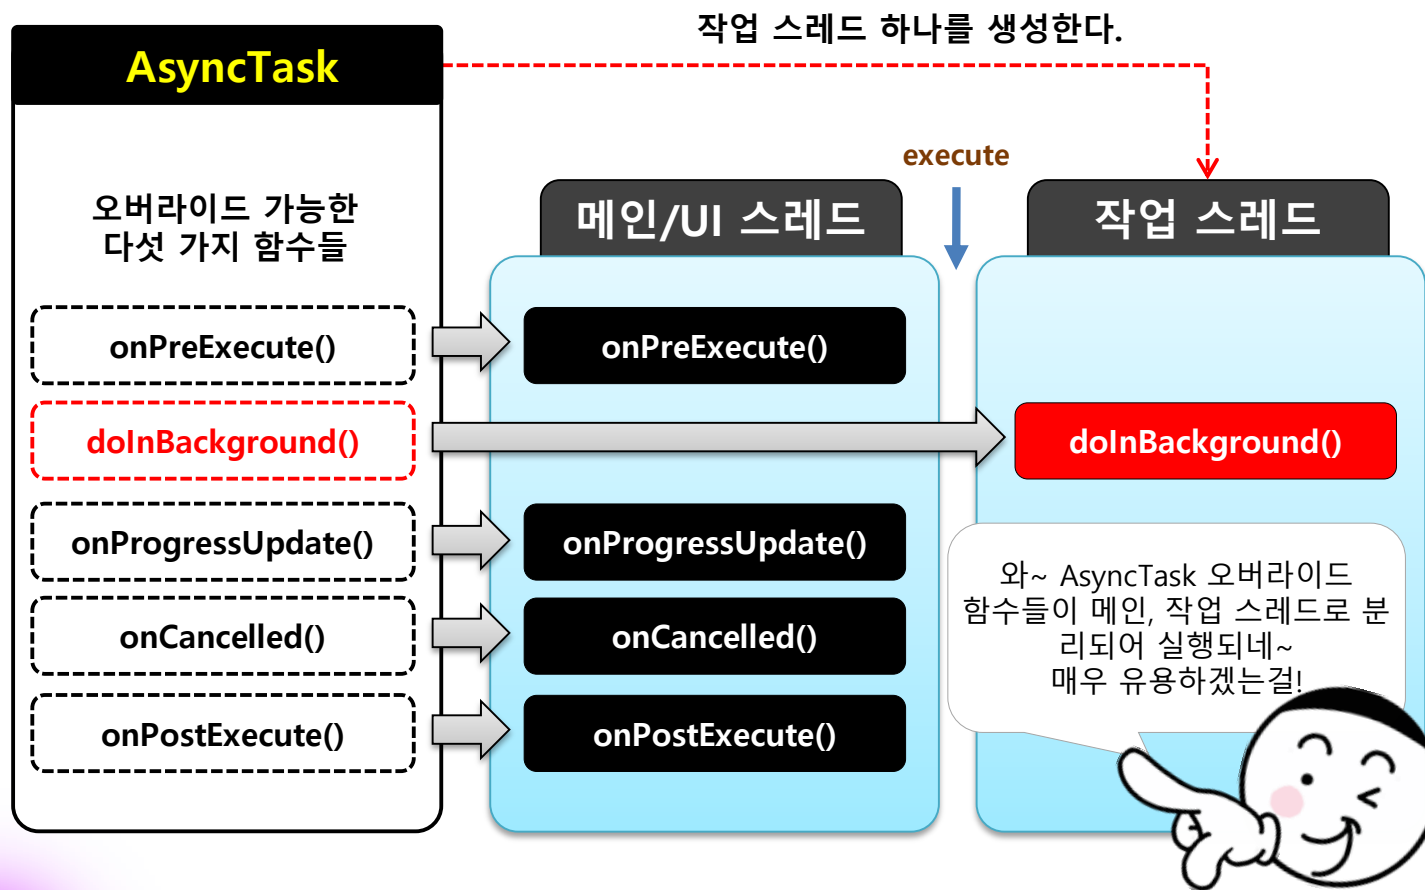 작업 스레드 하나를 생성한다.
AsyncTask
execute
오버라이드 가능한
다섯 가지 함수들
메인/UI 스레드
작업 스레드
onPreExecute()
onPreExecute()
doInBackground()
doInBackground()
onProgressUpdate()
onProgressUpdate()
onCancelled()
onCancelled()
onPostExecute()
onPostExecute()
와~ AsyncTask 오버라이드
함수들이 메인, 작업 스레드로 분
리되어 실행되네~
매우 유용하겠는걸!